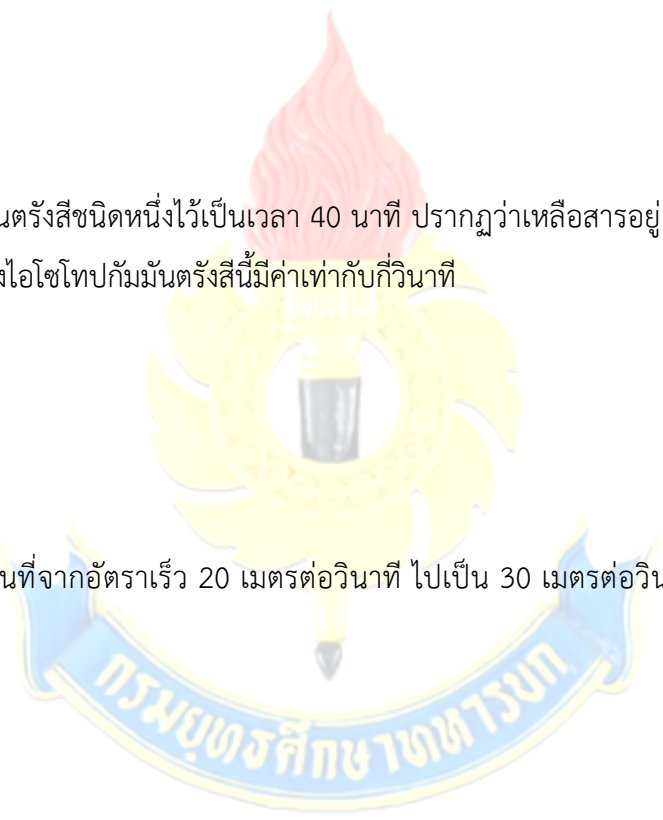 นตรังสีชนิดหนึ่งไว้เป็นเวลา 40 นาที ปรากฏว่าเหลือสารอยู่
งไอโซโทปกัมมันตรังสีนี้มีค่าเท่ากับกี่วินาที
นที่จากอัตราเร็ว 20 เมตรต่อวินาที ไปเป็น 30 เมตรต่อวิน
กรมยุทธศึกษาทหารบก